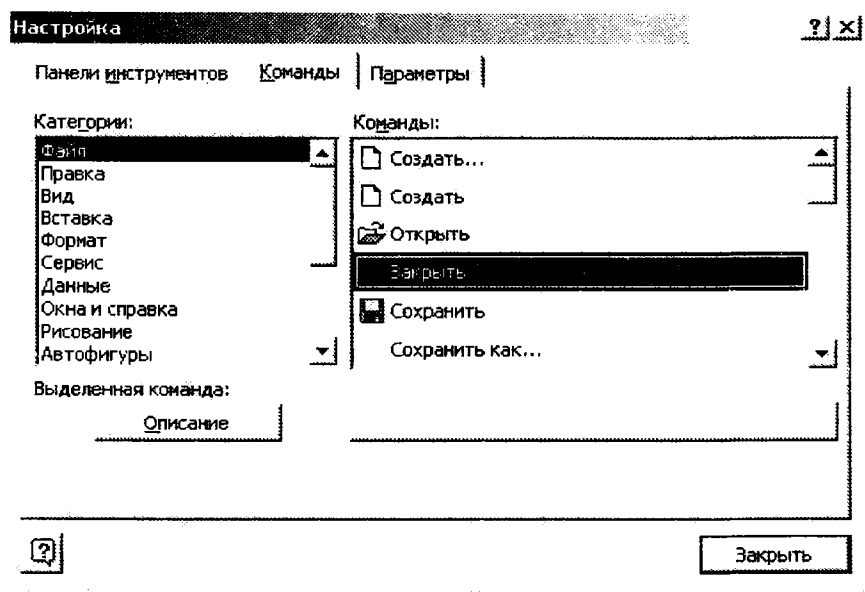 Настройка
Панели инструментов Команды Параметры
Категории:
Файл
Правка
Вид
Вставка
Формат
Сервис
Данные
Окна и справка
Рисование
Автофигуры
Команды:
Создать...
Создать
Открыть
Закрыть
Сохранить
Сохранить как...
Выделенная команда:
Описание
Закрыть